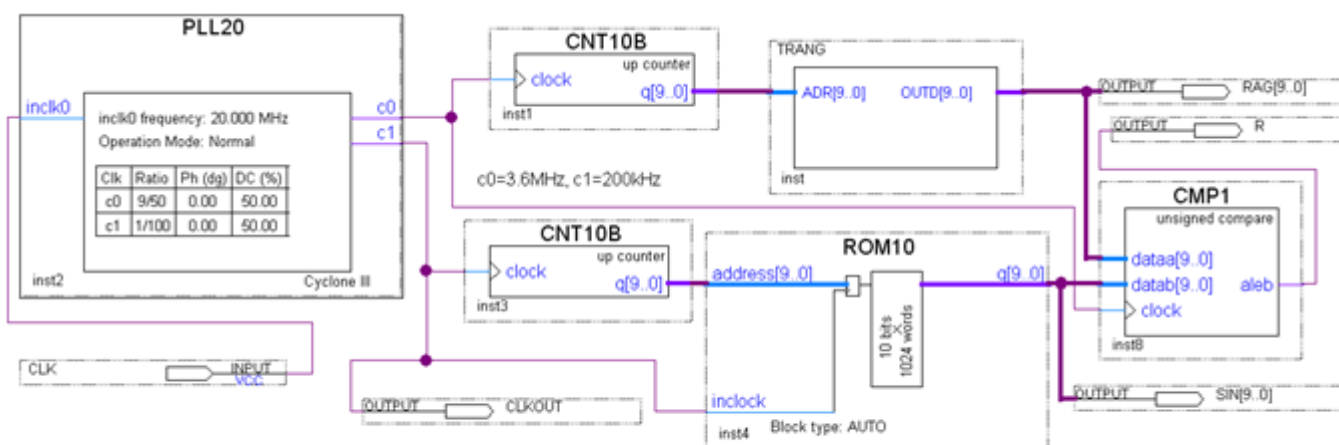 PLL20
inclk0
c0
c1
inclk0 frequency: 20.000 MHz
Operation Mode: Normal
Clk Ratio Ph (dg) DC (%)
c0 9/50 0.00 50.00
c1 1/100 0.00 50.00
inst2
Cyclone III
CNT10B
up counter
clock
q[9..0]
inst1
TRANG
ADR[9..0]
OUTD[9..0]
inst
OUTPUT
RAG[9..0]
OUTPUT
R
c0=3.6MHz, c1=200kHz
CNT10B
up counter
clock
q[9..0]
inst3
ROM10
address[9..0]
q[9..0]
10 bits
×
1024 words
inclock
inst4
Block type: AUTO
CMP1
unsigned compare
dataa[9..0]
datab[9..0]
aleb
clock
inst8
CLK
INPUT
VCC
OUTPUT
CLKOUT
OUTPUT
SIN[9..0]